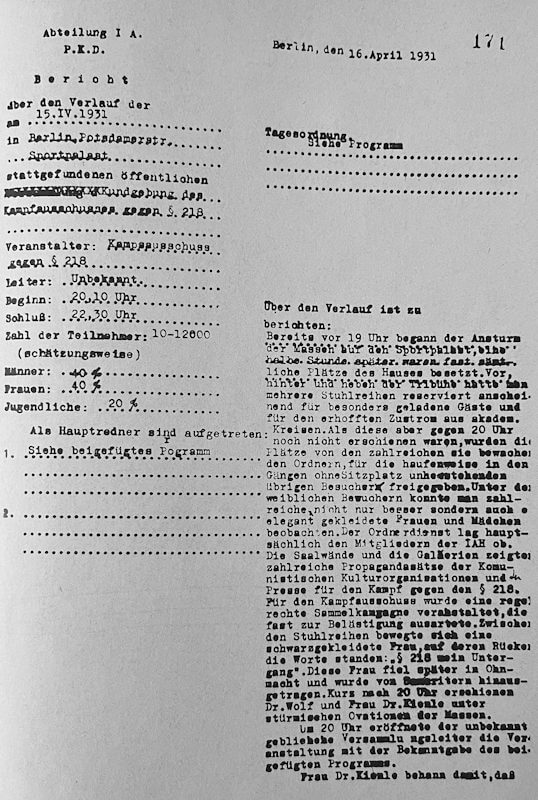 Abteilung I A.
P.K.D.
Bericht
über den Verlauf der
am 15.IV.1931
in Berlin, Potsdamerstr.
Sportpalast
stattgefundenen öffentlichen
Kundgebung des
Kampfausschusses gegen § 218
Veranstalter: Kampfausschuss
gegen § 218
Leiter: Unbekannt.
Beginn: 20,10 Uhr
Schluß: 22,30 Uhr
Zahl der Teilnehmer: 10-12000
(schätzungsweise)
Männer: 40 %
Frauen: 40 %
Jugendliche: 20 %
Als Hauptredner sind aufgetreten:
1. Siehe beigefügtes Pogramm
2.
Berlin, den 16.April 1931
171
Tagesordnung.
Siehe Programm
Über den Verlauf ist zu
berichten:
Bereits vor 19 Uhr begann der Ansturm
der Massen auf den Sportpalast, eine
halbe Stunde später waren fast sämt-
liche Plätze des Hauses besetzt. Vor,
hinter und neben der Tribüne hatte man
mehrere Stuhlreihen reserviert anschei-
nend für besonders geladene Gäste und
für den erhofften Zustrom aus akadem.
Kreisen.Als diese aber gegen 20 Uhr
noch nicht erschienen waren,wurden die
Plätze von den zahlreichen sie bewachen
den Ordnern,für die haufenweise in den
Gängen ohneSitzplatz umherstehenden
übrigen Besucher freigegeben.Unter de
weiblichen Bewuchern konnte man zahl-
reiche,nicht nur besser sondern auch e
elegant gekleidete Frauen und Mädchen
beobachten.Der Ordnerdienst lag haupt-
sächlich den Mitgliedern der IAH ob.
Die Saalwände und die Galerien zeigte
zahlreiche Propagandasätze der Komu-
nistischen Kulturorganisationen und
Presse für den Kampf gegen den § 218.
Für den Kampfausschuss wurde eine rege
rechte Sammelkampagne veranstaltet,die
fast zur Belästigung ausartete.Zwische
den Stuhlreihen bewegte sich eine
schwarzgekleidete Frau,auf deren Rücken
die Worte standen:„§ 218 mein Unter-
gang".Diese Frau fiel später in Ohn-
macht und wurde von Samaritern hinaus-
getragen.Kurs nach 20 Uhr erschienen
Dr.Wolf und Frau Dr.Kienle unter
stürmischen Ovationen der Massen.
Um 20 Uhr eröffnete der unbekannt
gebliebene Versammlungsleiter die Ver
anstaltung mit der Bekanntgabe des bei
gefügten Programms.
Frau Dr.Kienle behann damit,daß